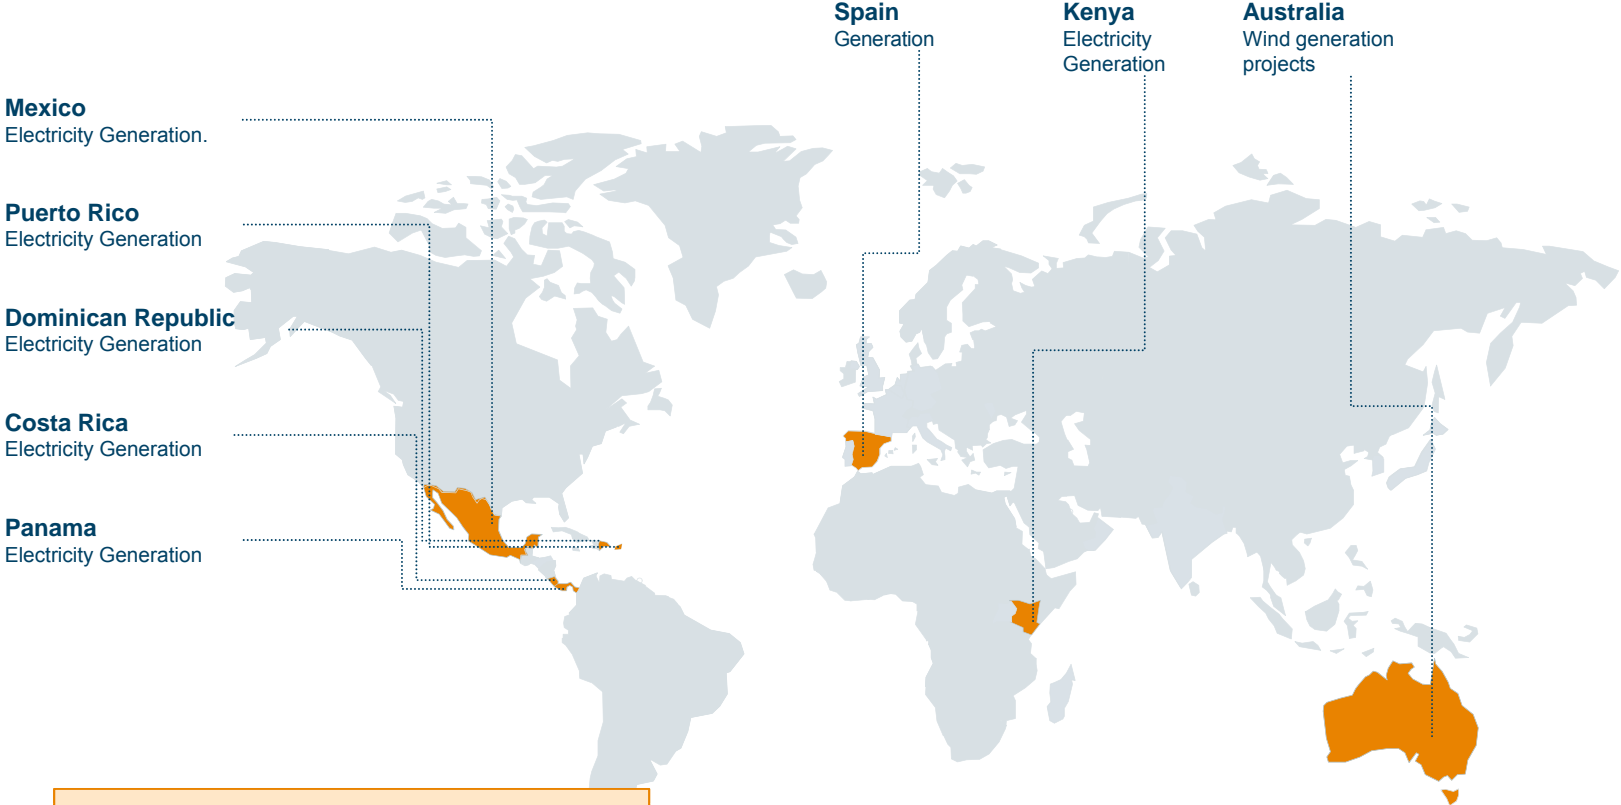 Spain
Generation
Kenya
Electricity
Generation
Australia
Wind generation
projects
Mexico
Electricity Generation.
Puerto Rico
Electricity Generation
Dominican Republic
Electricity Generation
Costa Rica
Electricity Generation
Panama
Electricity Generation